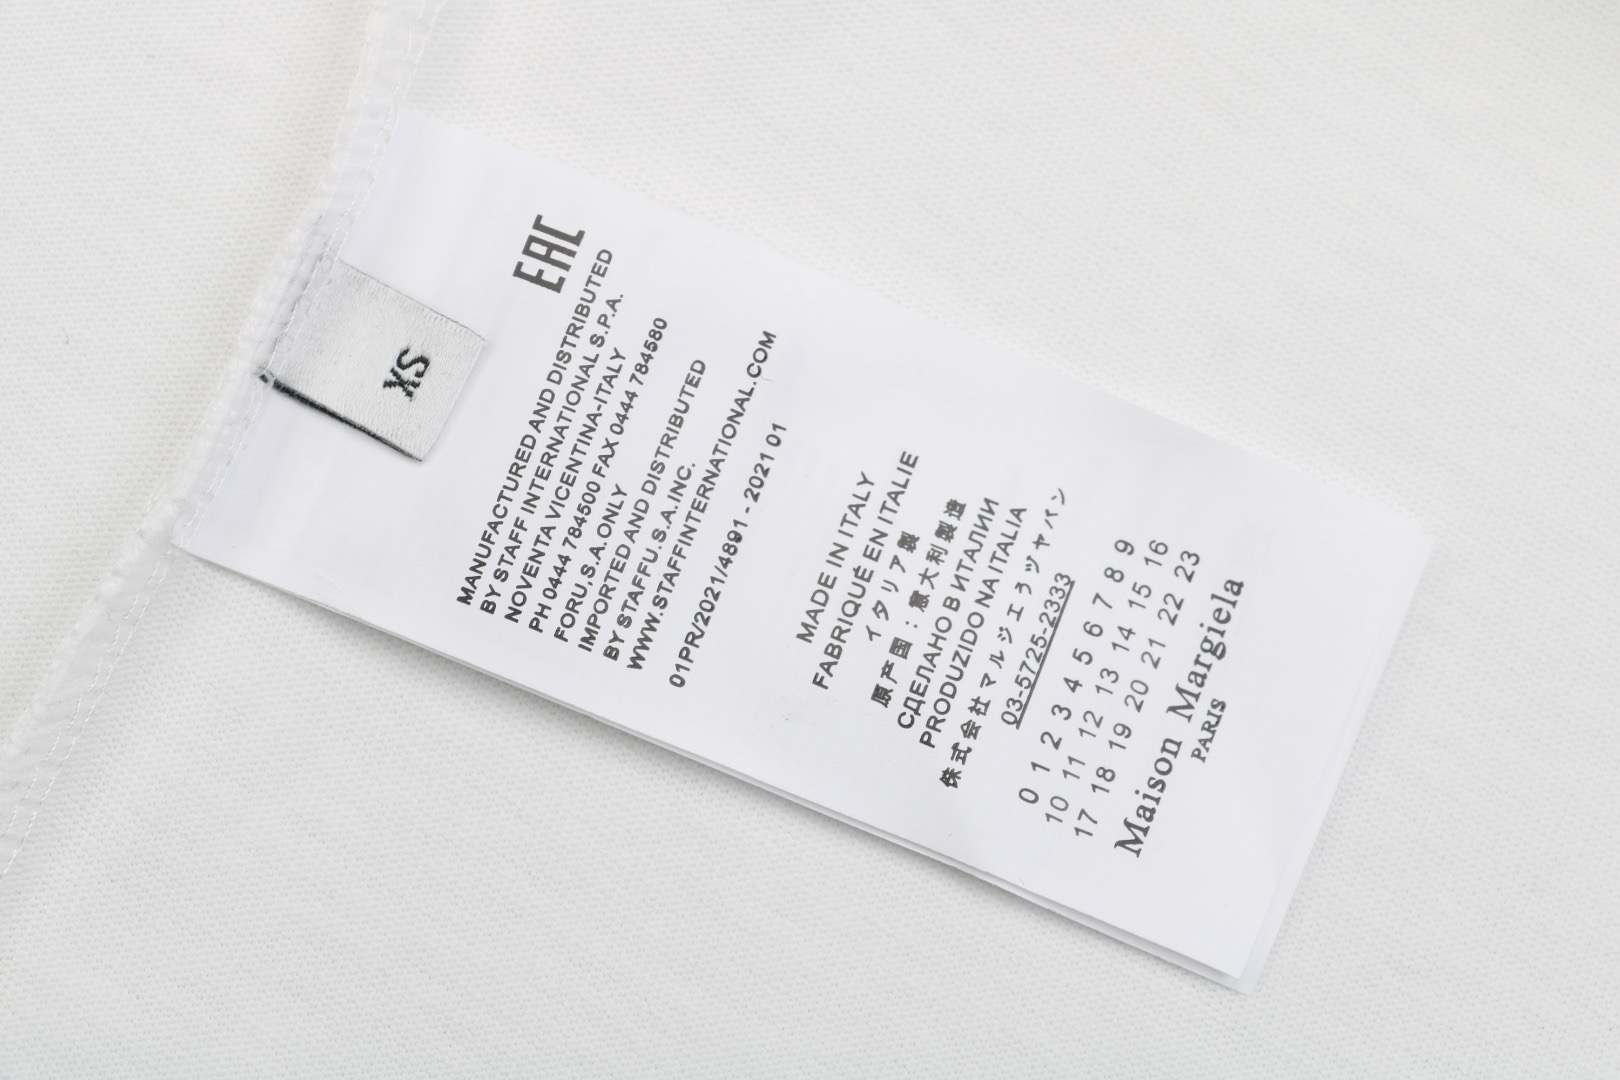 XS
EAC
MANUFACTURED AND DISTRIBUTED
BY STAFF INTERNATIONAL S.P.A.
NOVENTA VICENTINA-ITALY
PH 0444 784500 FAX 0444 784580
FORU,S.A.ONLY
IMPORTED AND DISTRIBUTED
BY STAFFU.S.A.INC.
WWW.STAFFINTERNATIONAL.COM
01PR/2021/4891 - 2021 01
MADE IN ITALY
FABRIQUÉ EN ITALIE
イタリア製
原产国：意大利製造
СДЕЛАНО В ИТАЛИИ
PRODUZIDO NA ITALIA
株式会社マルジエラジャパン
03-5725-2333
0 1 2 3 4 5 6 7 8 9
10 11 12 13 14 15 16
17 18 19 20 21 22 23
Maison Margiela
PARIS